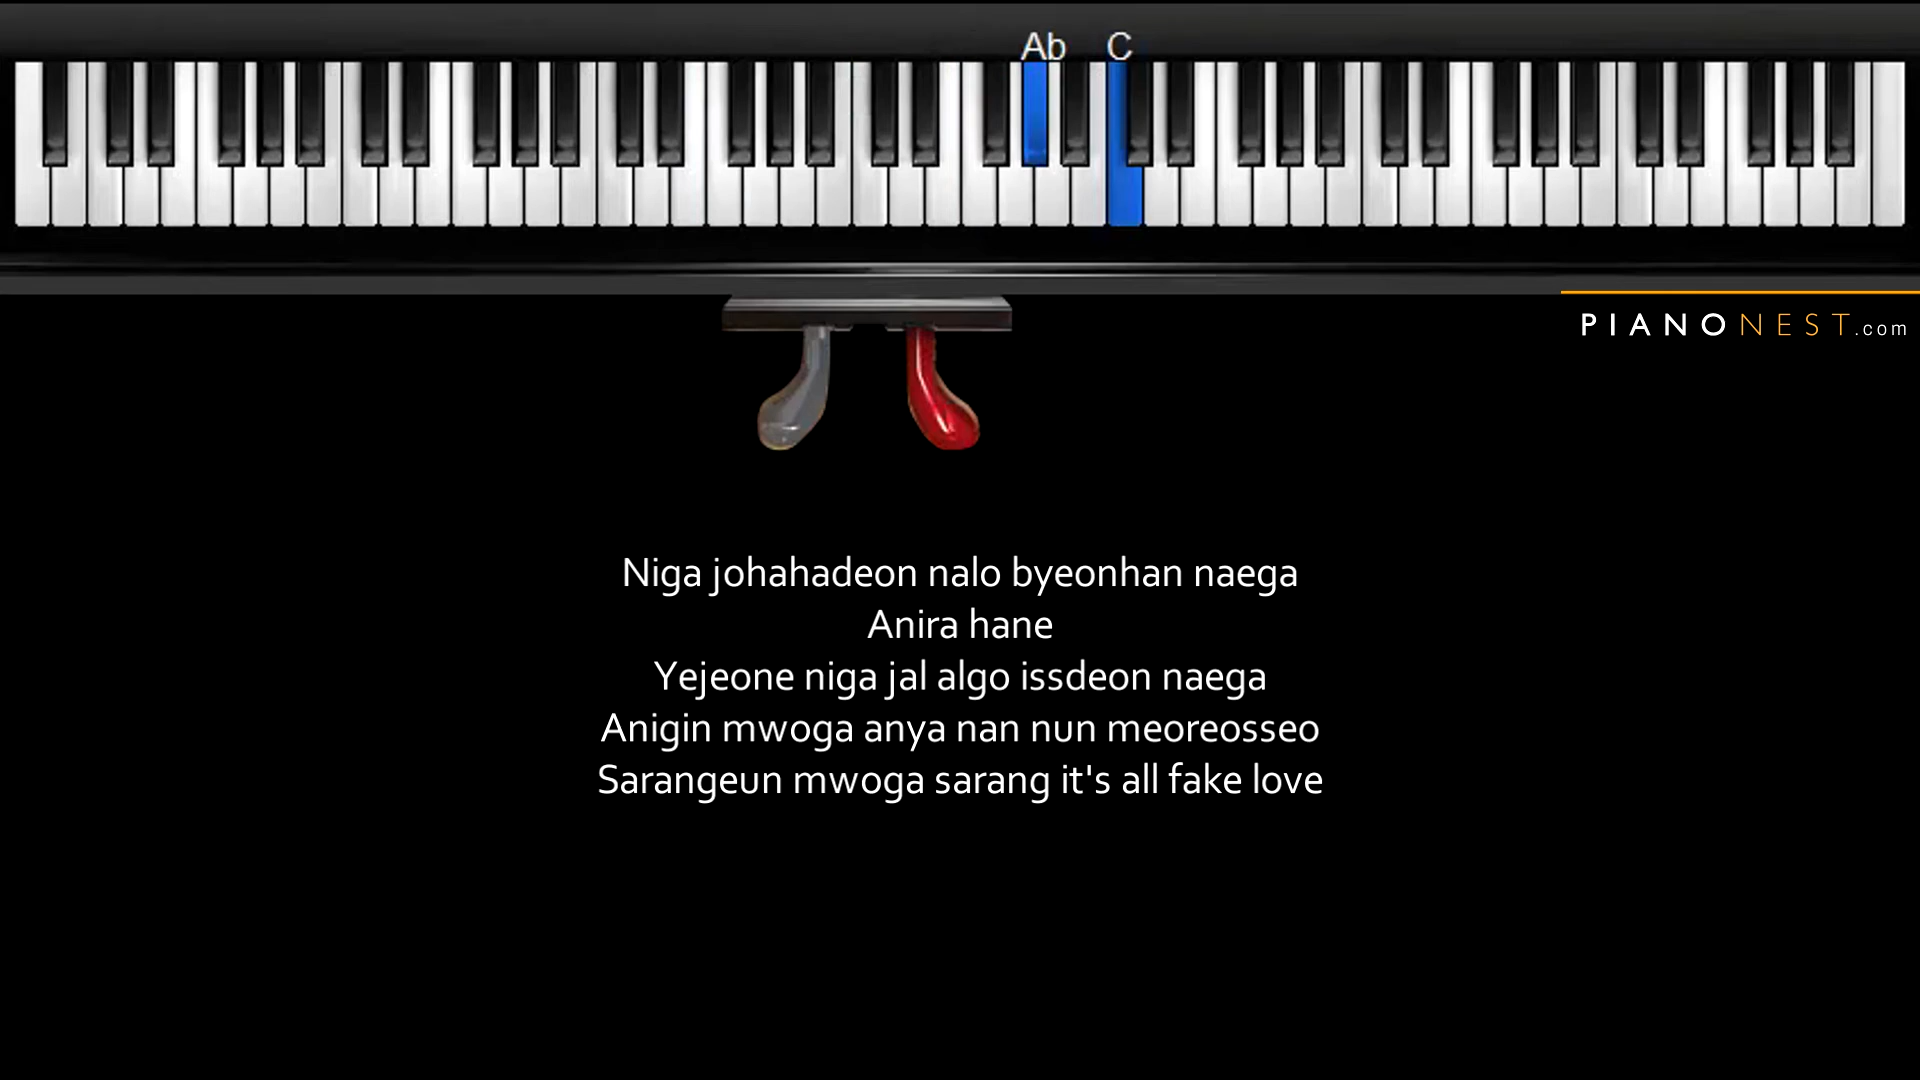 Ab C
PIANONEST.com
Niga johahadeon nalo byeonhan naega
Anira hane
Yejeone niga jal algo issdeon naega
Anigin mwoga anya nan nun meoreosseo
Sarangeun mwoga sarang it's all fake love